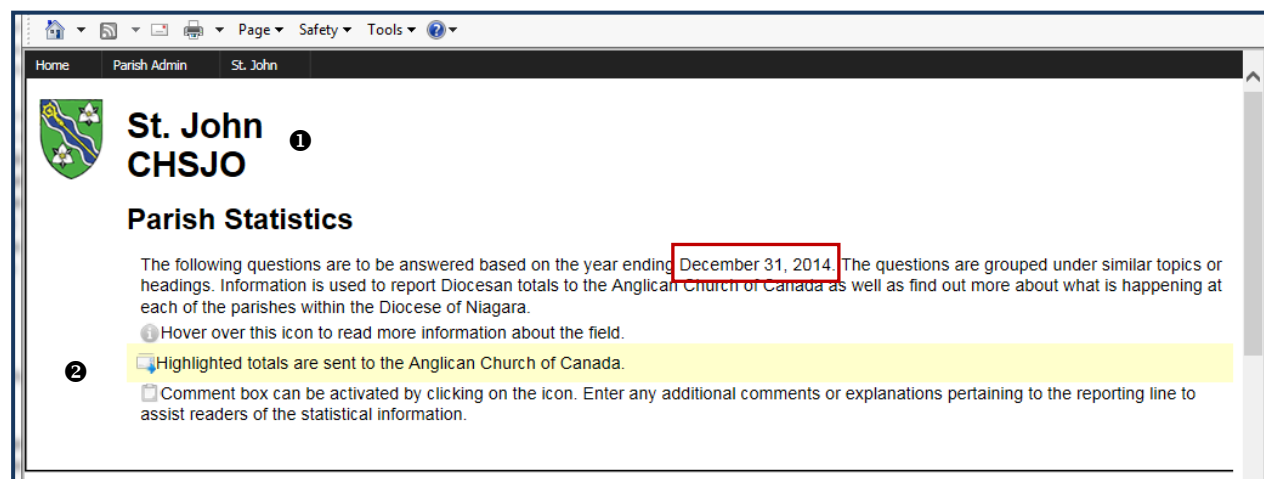 Page Safety Tools
Home Parish Admin St. John
St. John ❶
CHSJO
Parish Statistics
The following questions are to be answered based on the year ending December 31, 2014. The questions are grouped under similar topics or
headings. Information is used to report Diocesan totals to the Anglican Church of Canada as well as find out more about what is happening at
each of the parishes within the Diocese of Niagara.
Hover over this icon to read more information about the field.
❷ Highlighted totals are sent to the Anglican Church of Canada.
Comment box can be activated by clicking on the icon. Enter any additional comments or explanations pertaining to the reporting line to
assist readers of the statistical information.